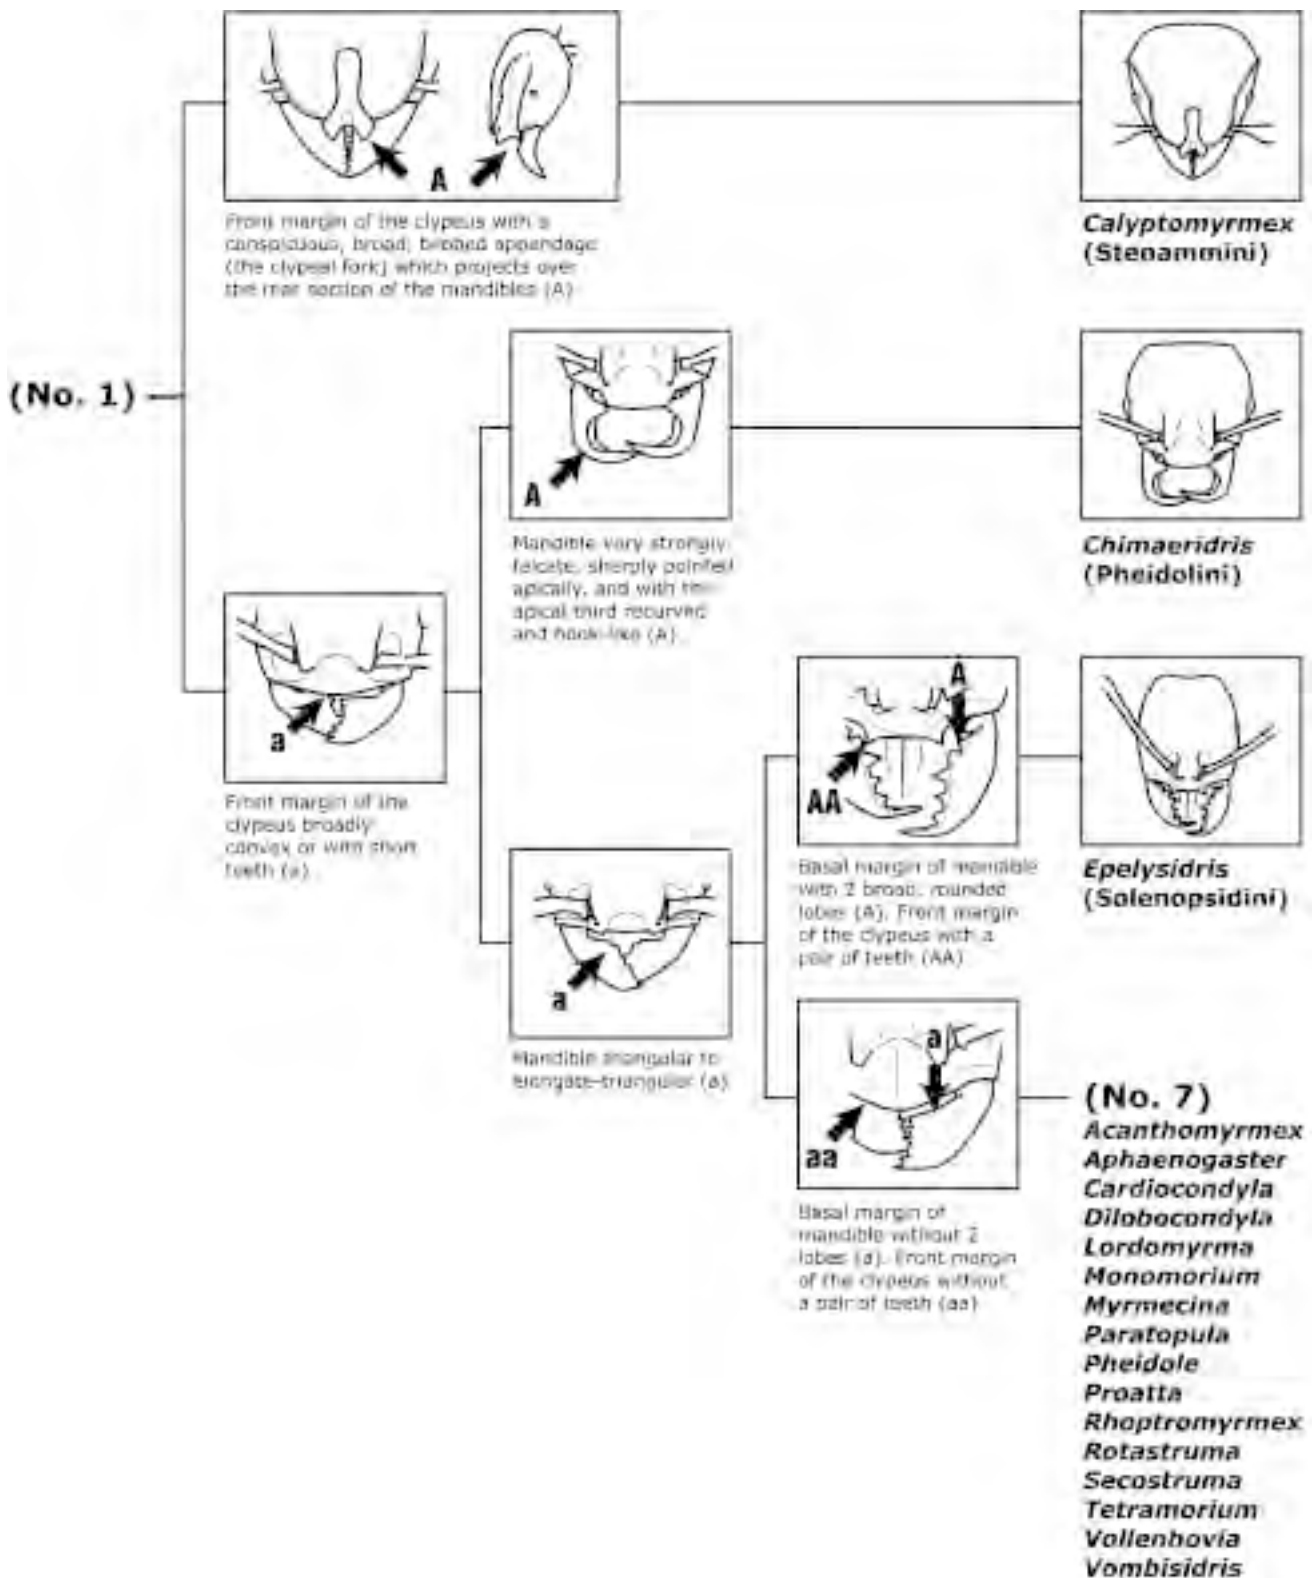 A
Front margin of the clypeus with a
conspicuous, broad, bilobed appendage
(the clypeal fork) which projects over
the rear section of the mandibles (A)
Calyptomyrmex
(Stenammini)
(No. 1)
A
Mandible very strongly
falcate, sharply pointed
apically, and with the
apical third recurved
and hook-like (A)
Chimaeridris
(Pheidolini)
a
Front margin of the
clypeus broadly
convex or with short
teeth (a)
a
Mandible triangular to
elongate-triangular (a)
A
AA
Basal margin of mandible
with 2 broad, rounded
lobes (A). Front margin
of the clypeus with a
pair of teeth (AA)
Epelysidris
(Solenopsidini)
a
aa
Basal margin of
mandible without 2
lobes (a). Front margin
of the clypeus without
a pair of teeth (aa)
(No. 7)
Acanthomyrmex
Aphaenogaster
Cardiocondyla
Dilobocondyla
Lordomyrma
Monomorium
Myrmecina
Paratopula
Pheidole
Proatta
Rhoptromyrmex
Rotastruma
Secostruma
Tetramorium
Vollenhovia
Vombisidris